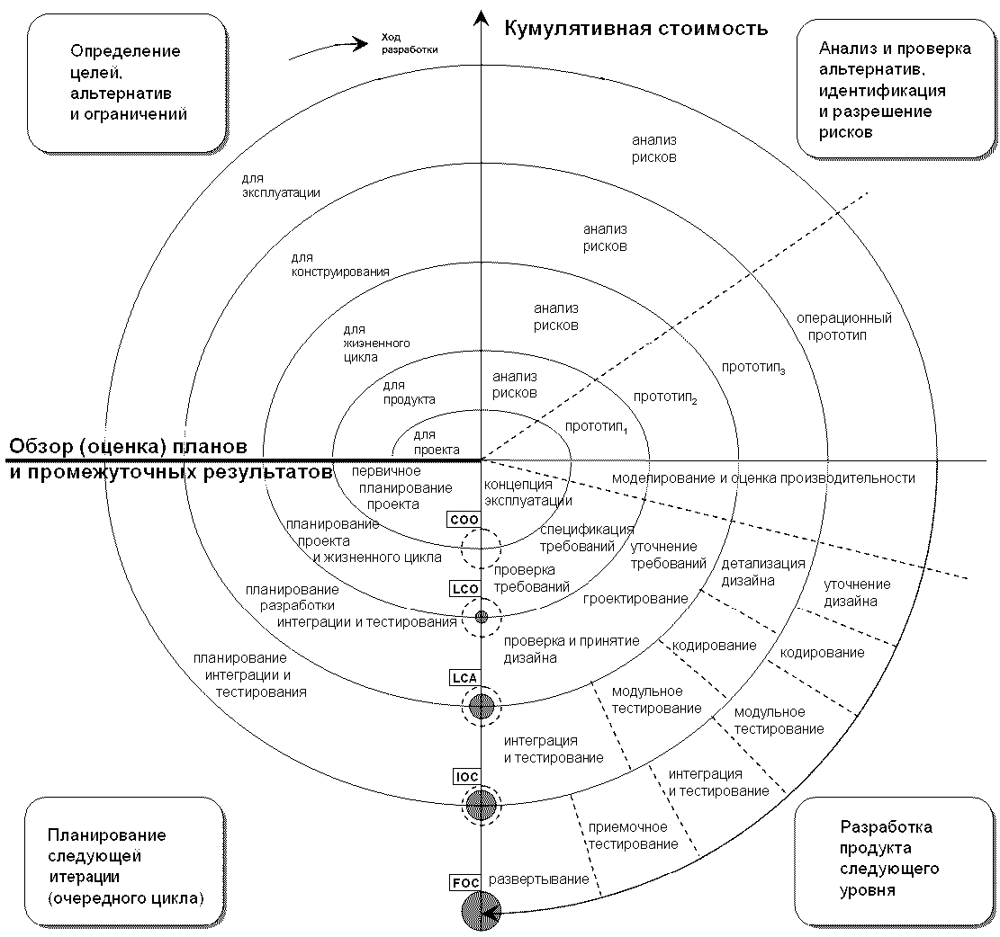 Ход
разработки
Кумулятивная стоимость
Определение
целей,
альтернатив
и ограничений
Анализ и проверка
альтернатив,
идентификация
и разрешение
рисков
анализ
рисков
для
эксплуатации
анализ
рисков
для
конструирования
анализ
рисков
операционный
прототип
для
жизненного
цикла
прототип3
анализ
рисков
для
продукта
прототип2
прототип1
для
проекта
Обзор (оценка) планов
и промежуточных результатов
первичное
планирование
проекта
концепция
эксплуатации
моделирование и оценка производительности
COO
планирование
проекта
и жизненного цикла
спецификация
требований
уточнение
требований
детализация
дизайна
уточнение
дизайна
проверка
требований
LCO
планирование
разработки
интеграции и тестирования
гроектирование
проверка и принятие
дизайна
кодирование
кодирование
планирование
интеграции и
тестирования
LCA
модульное
тестирование
модульное
тестирование
интеграция
и тестирование
IOC
интеграция
и тестирование
приемочное
тестирование
FOC
развертывание
Планирование
следующей
итерации
(очередного цикла)
Разработка
продукта
следующего
уровня